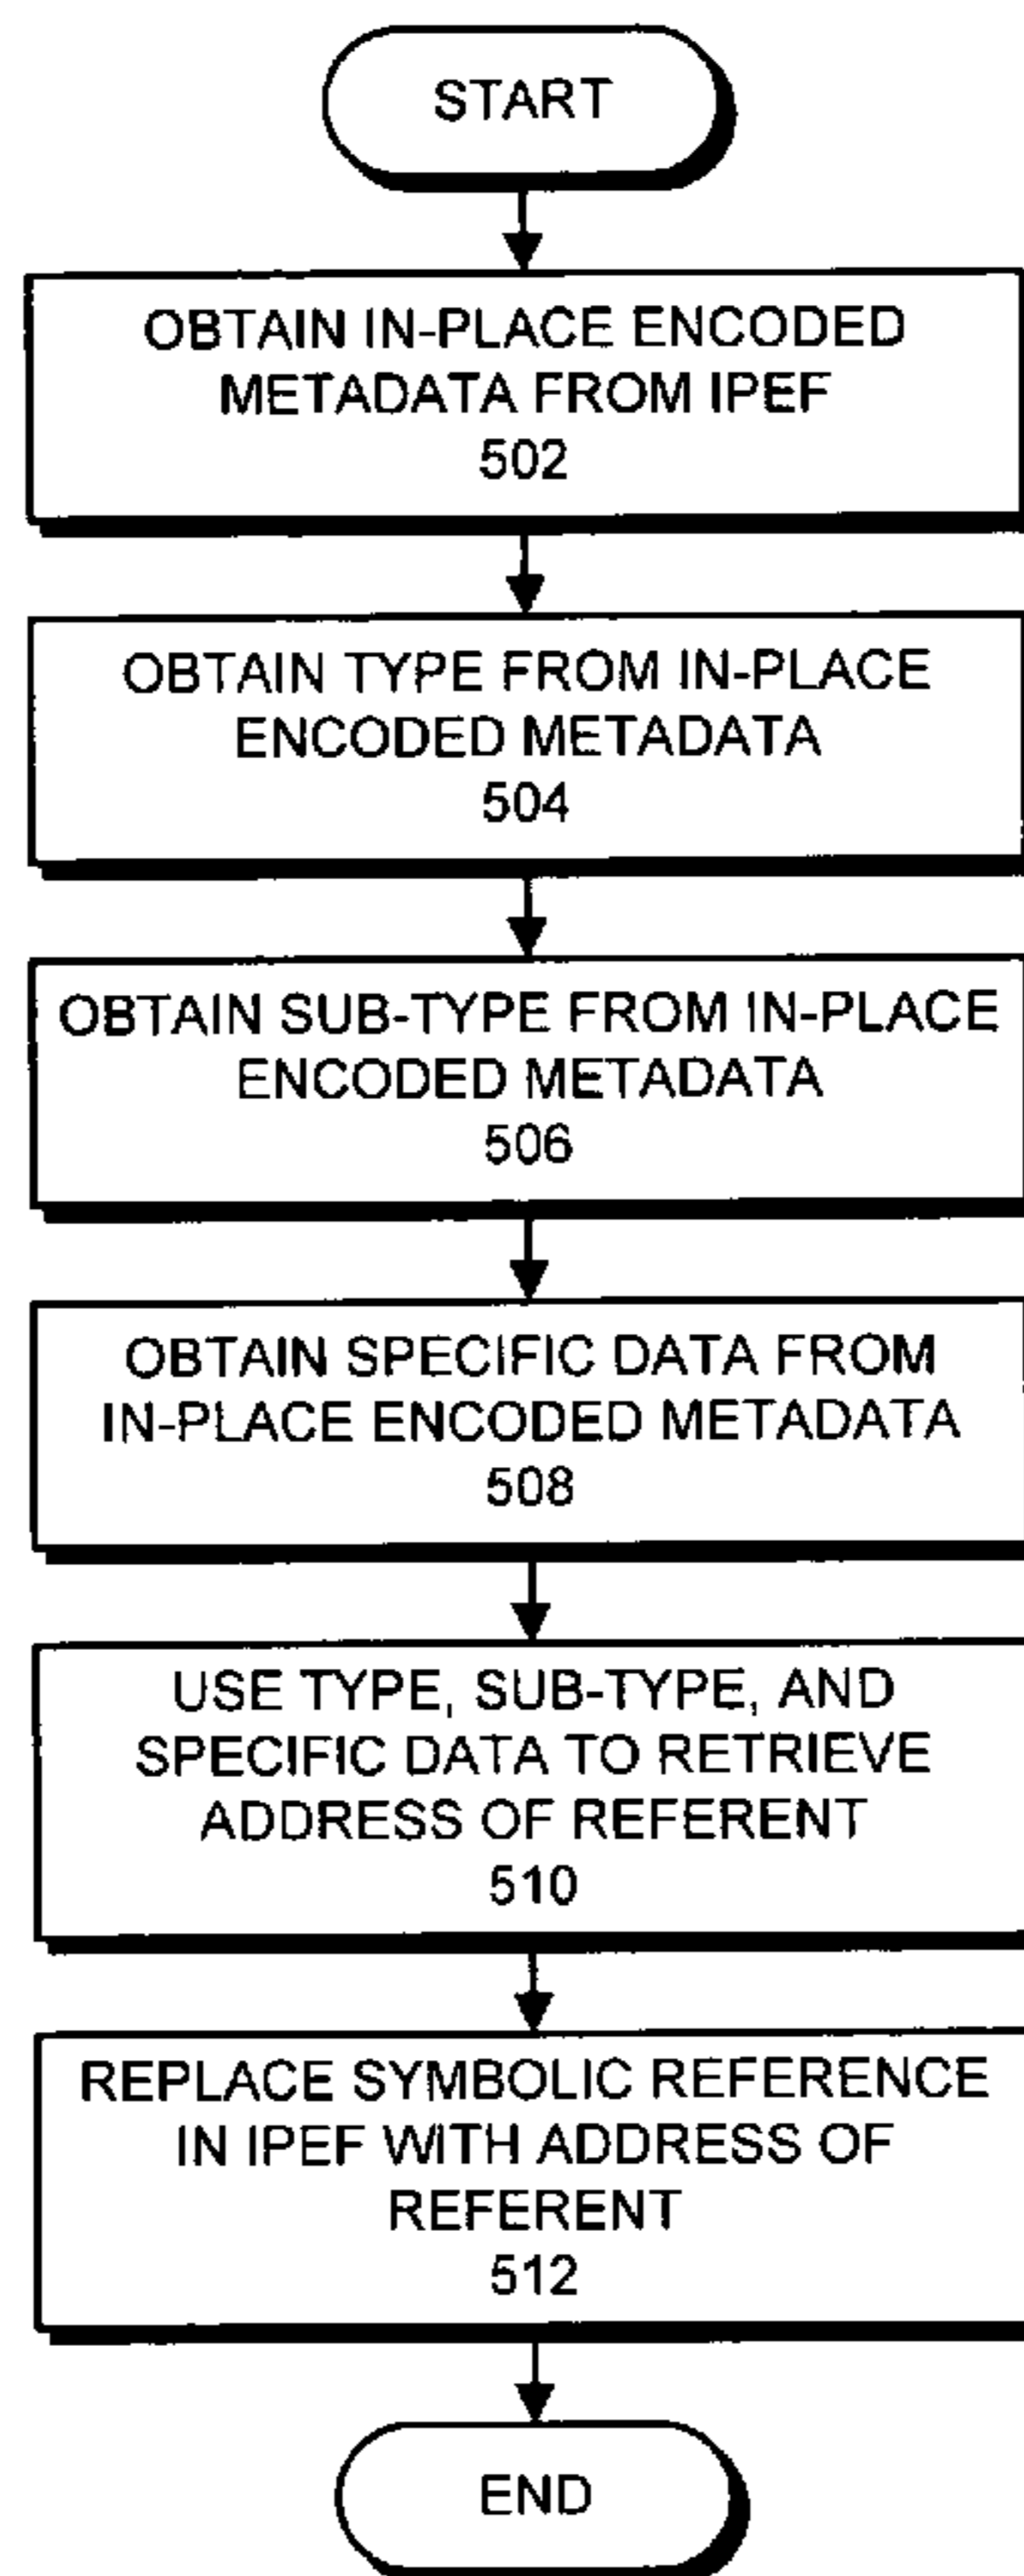 START
OBTAIN IN-PLACE ENCODED
METADATA FROM IPEF
502
OBTAIN TYPE FROM IN-PLACE
ENCODED METADATA
504
OBTAIN SUB-TYPE FROM IN-PLACE
ENCODED METADATA
506
OBTAIN SPECIFIC DATA FROM
IN-PLACE ENCODED METADATA
508
USE TYPE, SUB-TYPE, AND
SPECIFIC DATA TO RETRIEVE
ADDRESS OF REFERENT
510
REPLACE SYMBOLIC REFERENCE
IN IPEF WITH ADDRESS OF
REFERENT
512
END